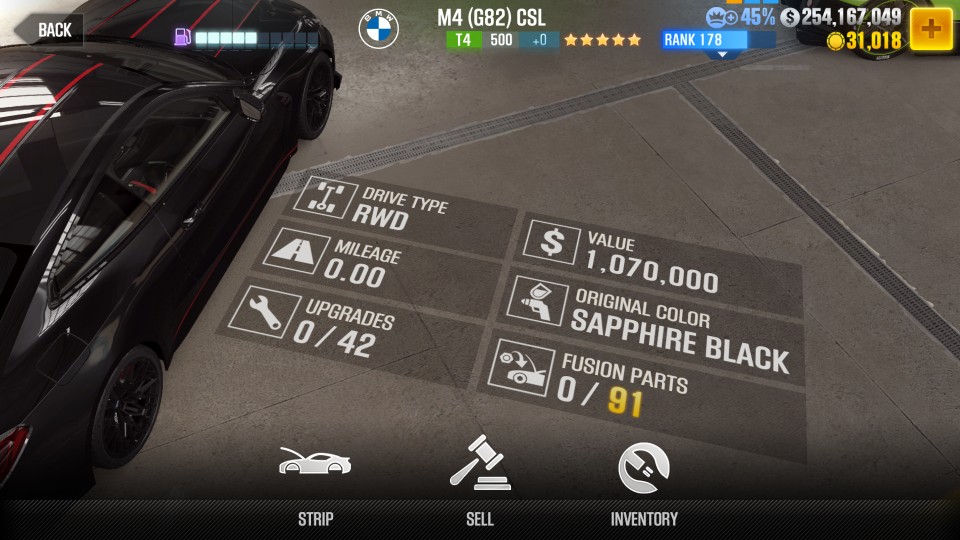 BACK
BMW
M4 (G82) CSL
T4 500 +0
45%
$ 254,167,049
RANK 178
31,018
+
DRIVE TYPE
RWD
MILEAGE
0.00
UPGRADES
0 / 42
$
VALUE
1,070,000
ORIGINAL COLOR
SAPPHIRE BLACK
FUSION PARTS
0 / 91
STRIP
SELL
INVENTORY